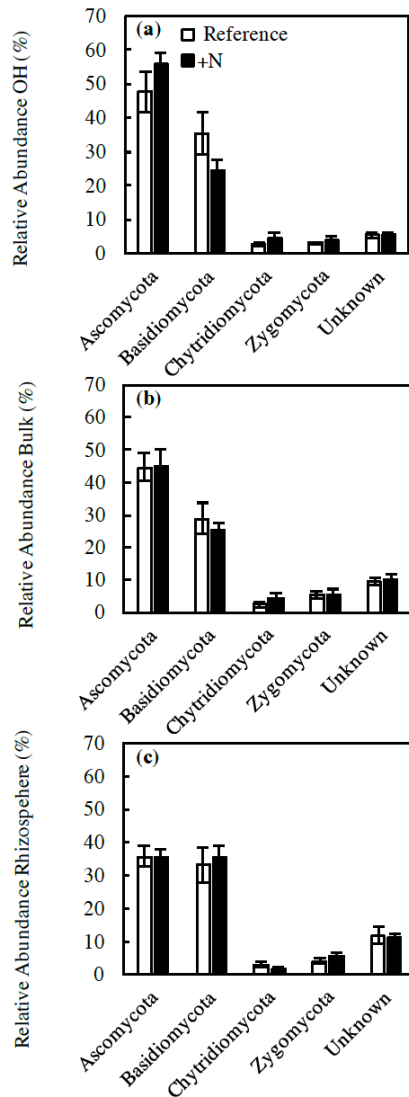 Relative Abundance OH (%)
70
60
50
40
30
20
10
0
(a)
Reference
+N
Ascomycota
Basidiomycota
Chytridiomycota
Zygomycota
Unknown
Relative Abundance Bulk (%)
70
60
50
40
30
20
10
0
(b)
Ascomycota
Basidiomycota
Chytridiomycota
Zygomycota
Unknown
Relative Abundance Rhizospehere (%)
70
60
50
40
30
20
10
0
(c)
Ascomycota
Basidiomycota
Chytridiomycota
Zygomycota
Unknown